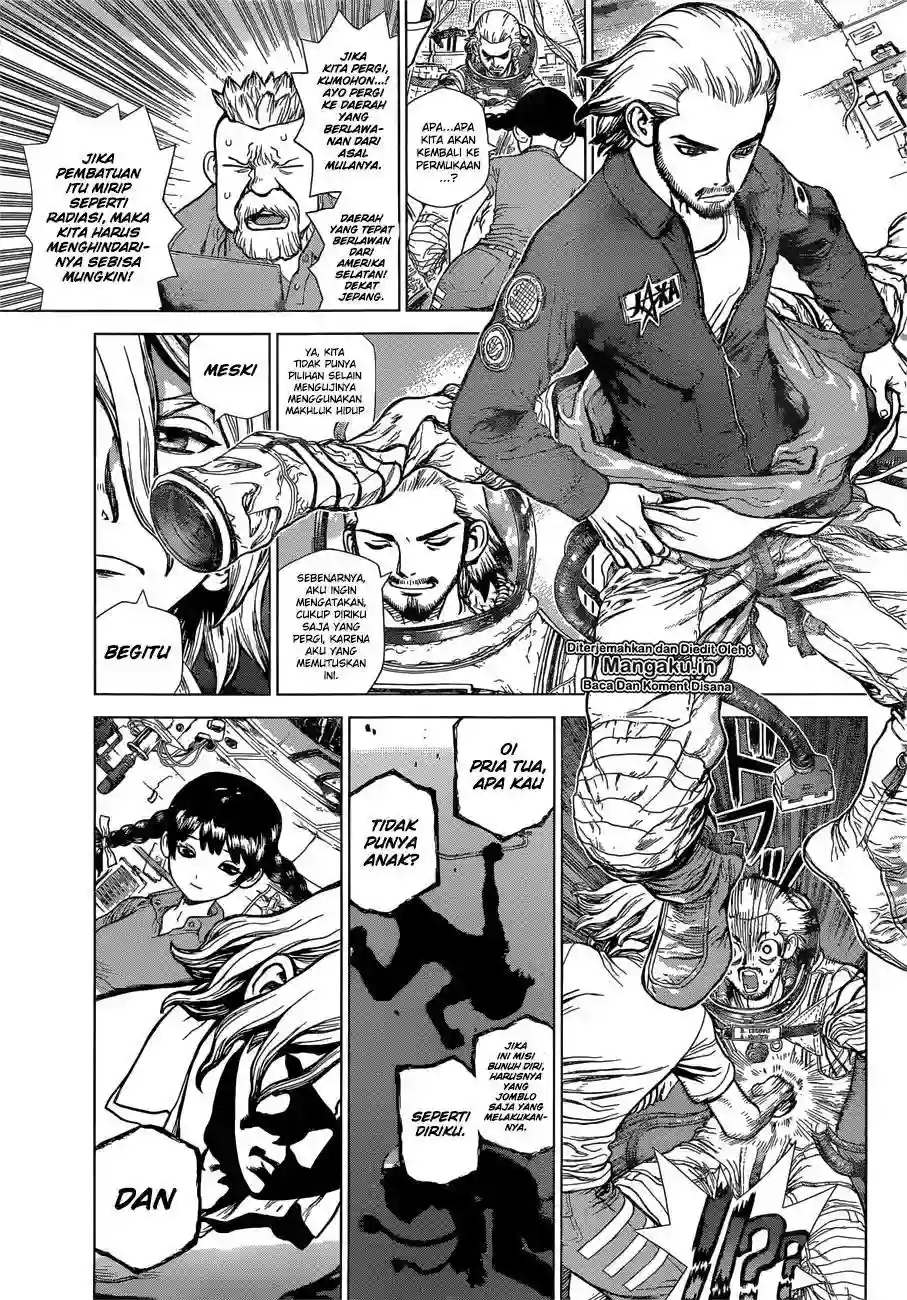 APA...APA
KITA AKAN
KEMBALI KE
PERMUKAAN
...?
JIKA
KITA PERGI,
KUMOHON...!
AYO PERGI
KE DAERAH
YANG
BERLAWA-
NAN DARI
ASAL
MULANYA.
DAERAH
YANG TEPAT
BERLAWAN
DARI
AMERIKA
SELATAN!
DEKAT
JEPANG.
JIKA
PEMBATUAN
ITU MIRIP
SEPERTI
RADIASI, MAKA
KITA HARUS
MENGHINDARI-
NYA SEBISA
MUNGKIN!
JAXA
YA, KITA
TIDAK PUNYA
PILIHAN SELAIN
MENGUJINYA
MENGGUNAKAN
MAKHLUK HIDUP
SEBENARNYA,
AKU INGIN
MENGATAKAN,
CUKUP DIRIKU
SAJA YANG
PERGI, KARENA
AKU YANG
MEMUTUSKAN
INI.
MESKI
BEGITU
Diterjemahkan dan Diedit Oleh :
Mangaku.in
Baca Dan Koment Disana
ドドス
!!??
OI
PRIA TUA,
APA KAU
TIDAK
PUNYA
ANAK?
JIKA
INI MISI
BUNUH DIRI,
HARUSNYA
YANG
JOMBLO
SAJA YANG
MELAKUKAN-
NYA.
SEPERTI
DIRIKU.
DAN